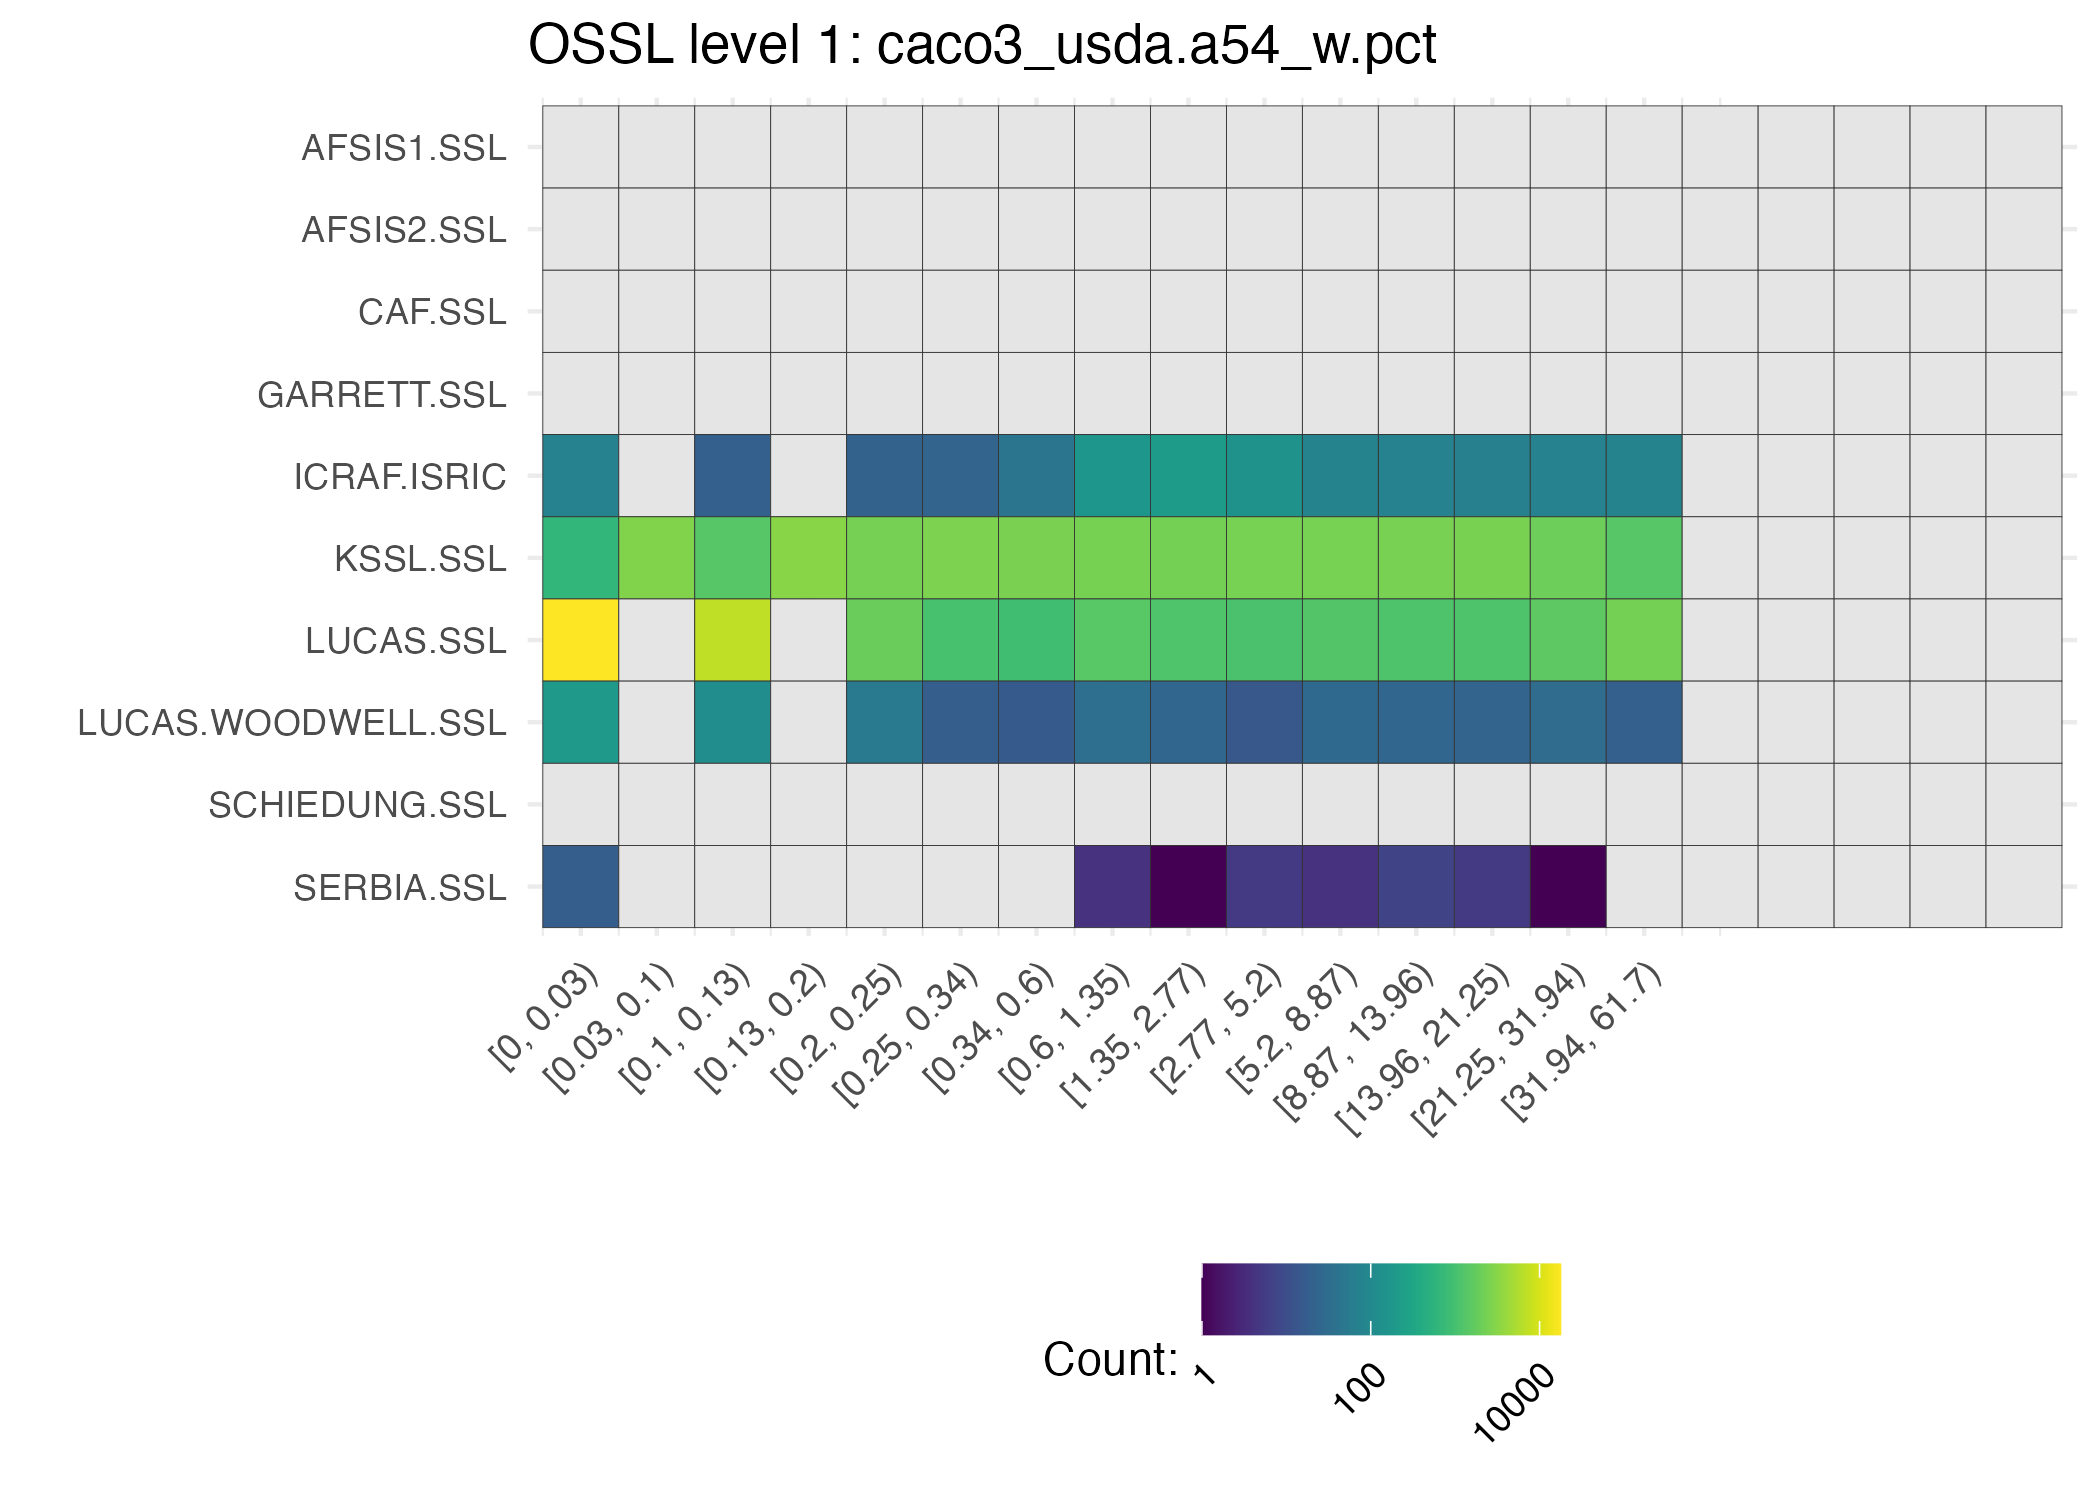 OSSL level 1: caco3_usda.a54_w.pct
AFSIS1.SSL
AFSIS2.SSL
CAF.SSL
GARRETT.SSL
ICRAF.ISRIC
KSSL.SSL
LUCAS.SSL
LUCAS.WOODWELL.SSL
SCHIEDUNG.SSL
SERBIA.SSL
[0, 0.03)
[0.03, 0.1)
[0.1, 0.13)
[0.13, 0.2)
[0.2, 0.25)
[0.25, 0.34)
[0.34, 0.6)
[0.6, 1.35)
[1.35, 2.77)
[2.77, 5.2)
[5.2, 8.87)
[8.87, 13.96)
[13.96, 21.25)
[21.25, 31.94)
[31.94, 61.7)
Count:
1
100
10000